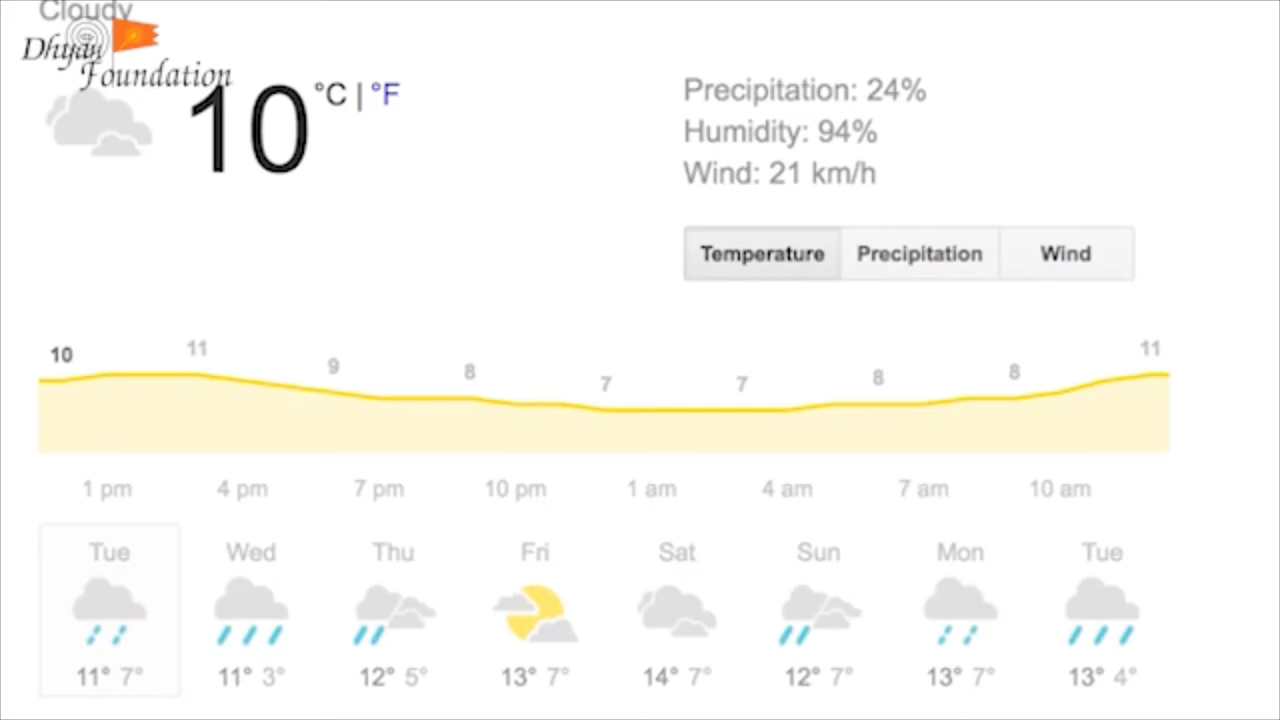 Cloudy
Dhyan
Foundation
10 °C | °F
Precipitation: 24%
Humidity: 94%
Wind: 21 km/h
Temperature Precipitation Wind
10 11 9 8 7 7 8 8 11
1 pm 4 pm 7 pm 10 pm 1 am 4 am 7 am 10 am
Tue Wed Thu Fri Sat Sun Mon Tue
11° 7° 11° 3° 12° 5° 13° 7° 14° 7° 12° 7° 13° 7° 13° 4°